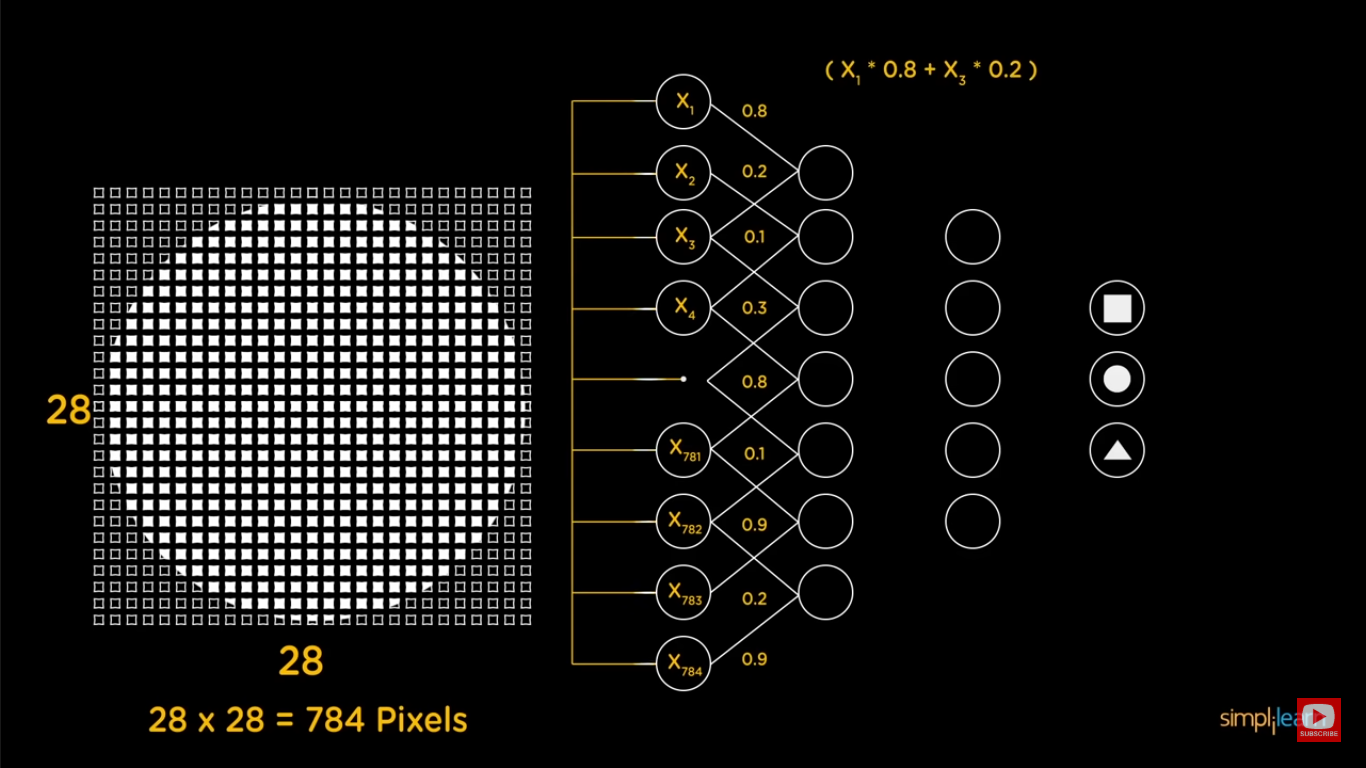 ( X₁ * 0.8 + X₃ * 0.2 )
X₁
0.8
X₂
0.2
X₃
0.1
X₄
0.3
0.8
28
X₇₈₁
0.1
X₇₈₂
0.9
X₇₈₃
0.2
X₇₈₄
0.9
28
28 x 28 = 784 Pixels
simplilearn
SUBSCRIBE